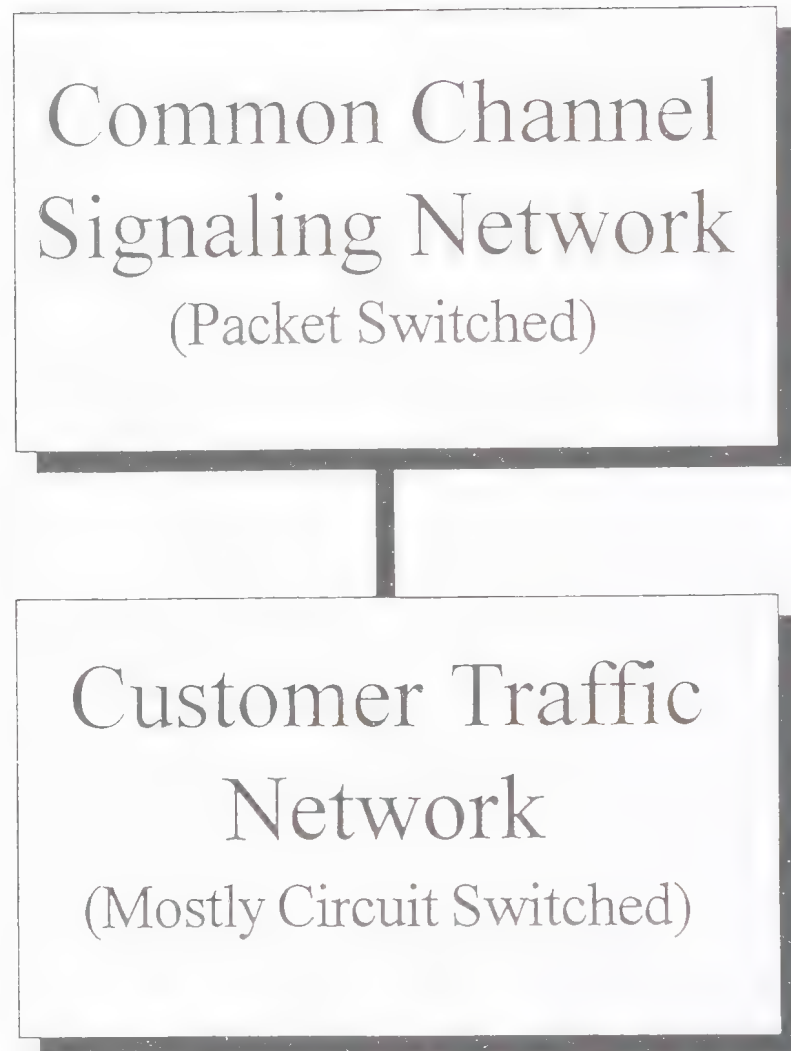 Common Channel
Signaling Network
(Packet Switched)
Customer Traffic
Network
(Mostly Circuit Switched)